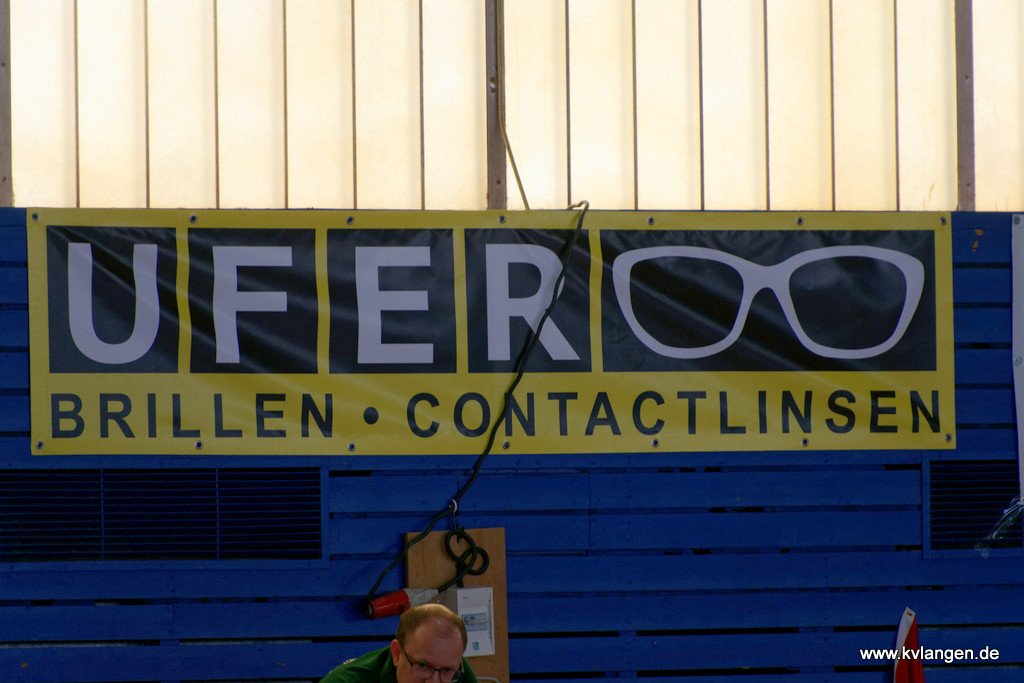 UFER
BRILLEN • CONTACTLINSEN
www.kvlangen.de